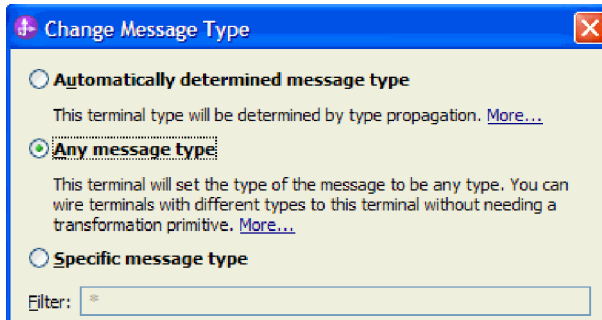 Change Message Type
Automatically determined message type
This terminal type will be determined by type propagation. More...
Any message type
This terminal will set the type of the message to be any type. You can
wire terminals with different types to this terminal without needing a
transformation primitive. More...
Specific message type
Filter: *